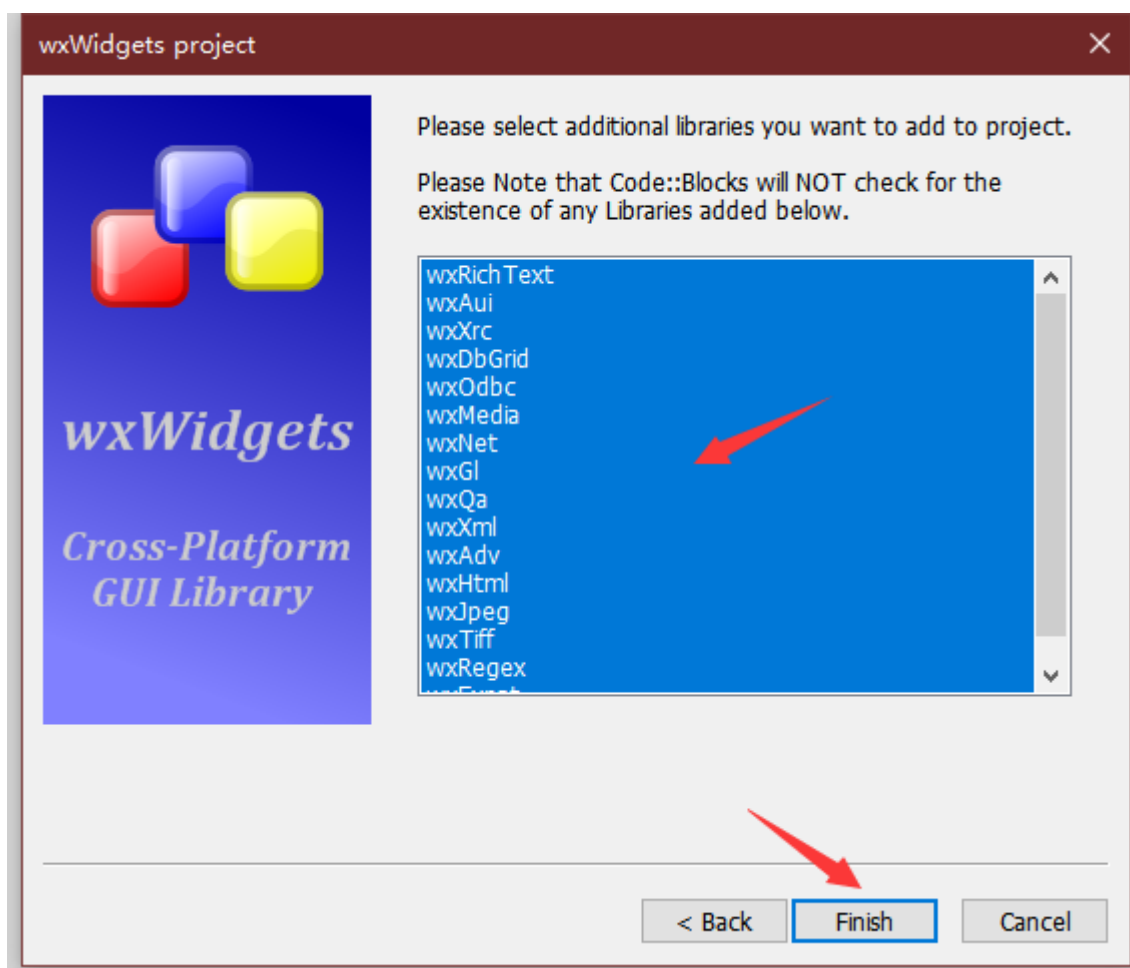 wxWidgets project
Please select additional libraries you want to add to project.
Please Note that Code::Blocks will NOT check for the
existence of any Libraries added below.
wxRichText
wxAui
wxXrc
wxDbGrid
wxOdbc
wxMedia
wxNet
wxGl
wxQa
wxXml
wxAdv
wxHtml
wxJpeg
wxTiff
wxRegex
wxWidgets
Cross-Platform
GUI Library
< Back
Finish
Cancel